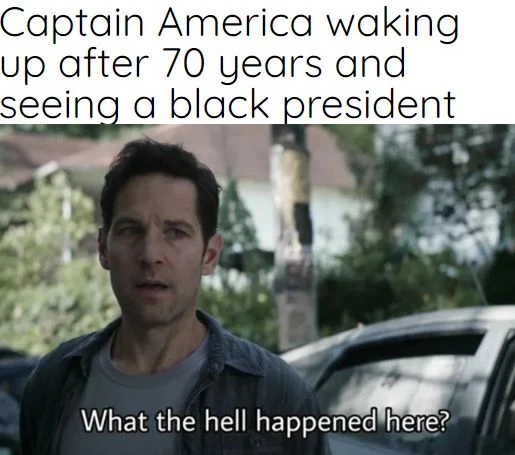 Captain America waking
up after 70 years and
seeing a black president
What the hell happened here?